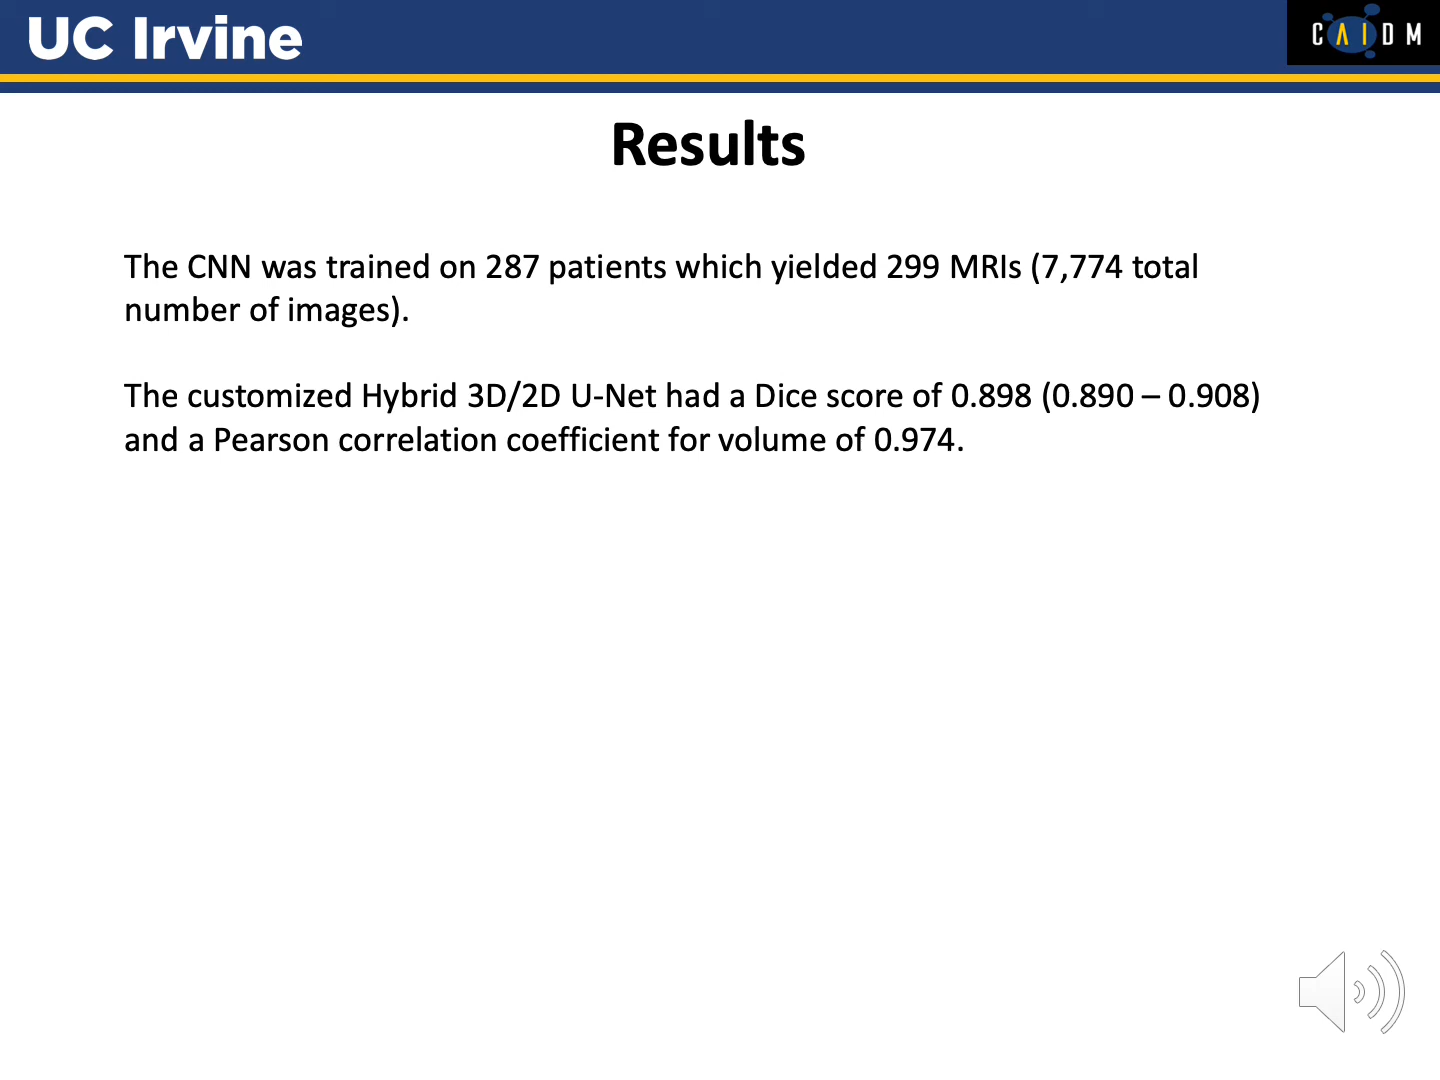 UC Irvine
CAIDM
Results
The CNN was trained on 287 patients which yielded 299 MRIs (7,774 total
number of images).
The customized Hybrid 3D/2D U-Net had a Dice score of 0.898 (0.890 – 0.908)
and a Pearson correlation coefficient for volume of 0.974.